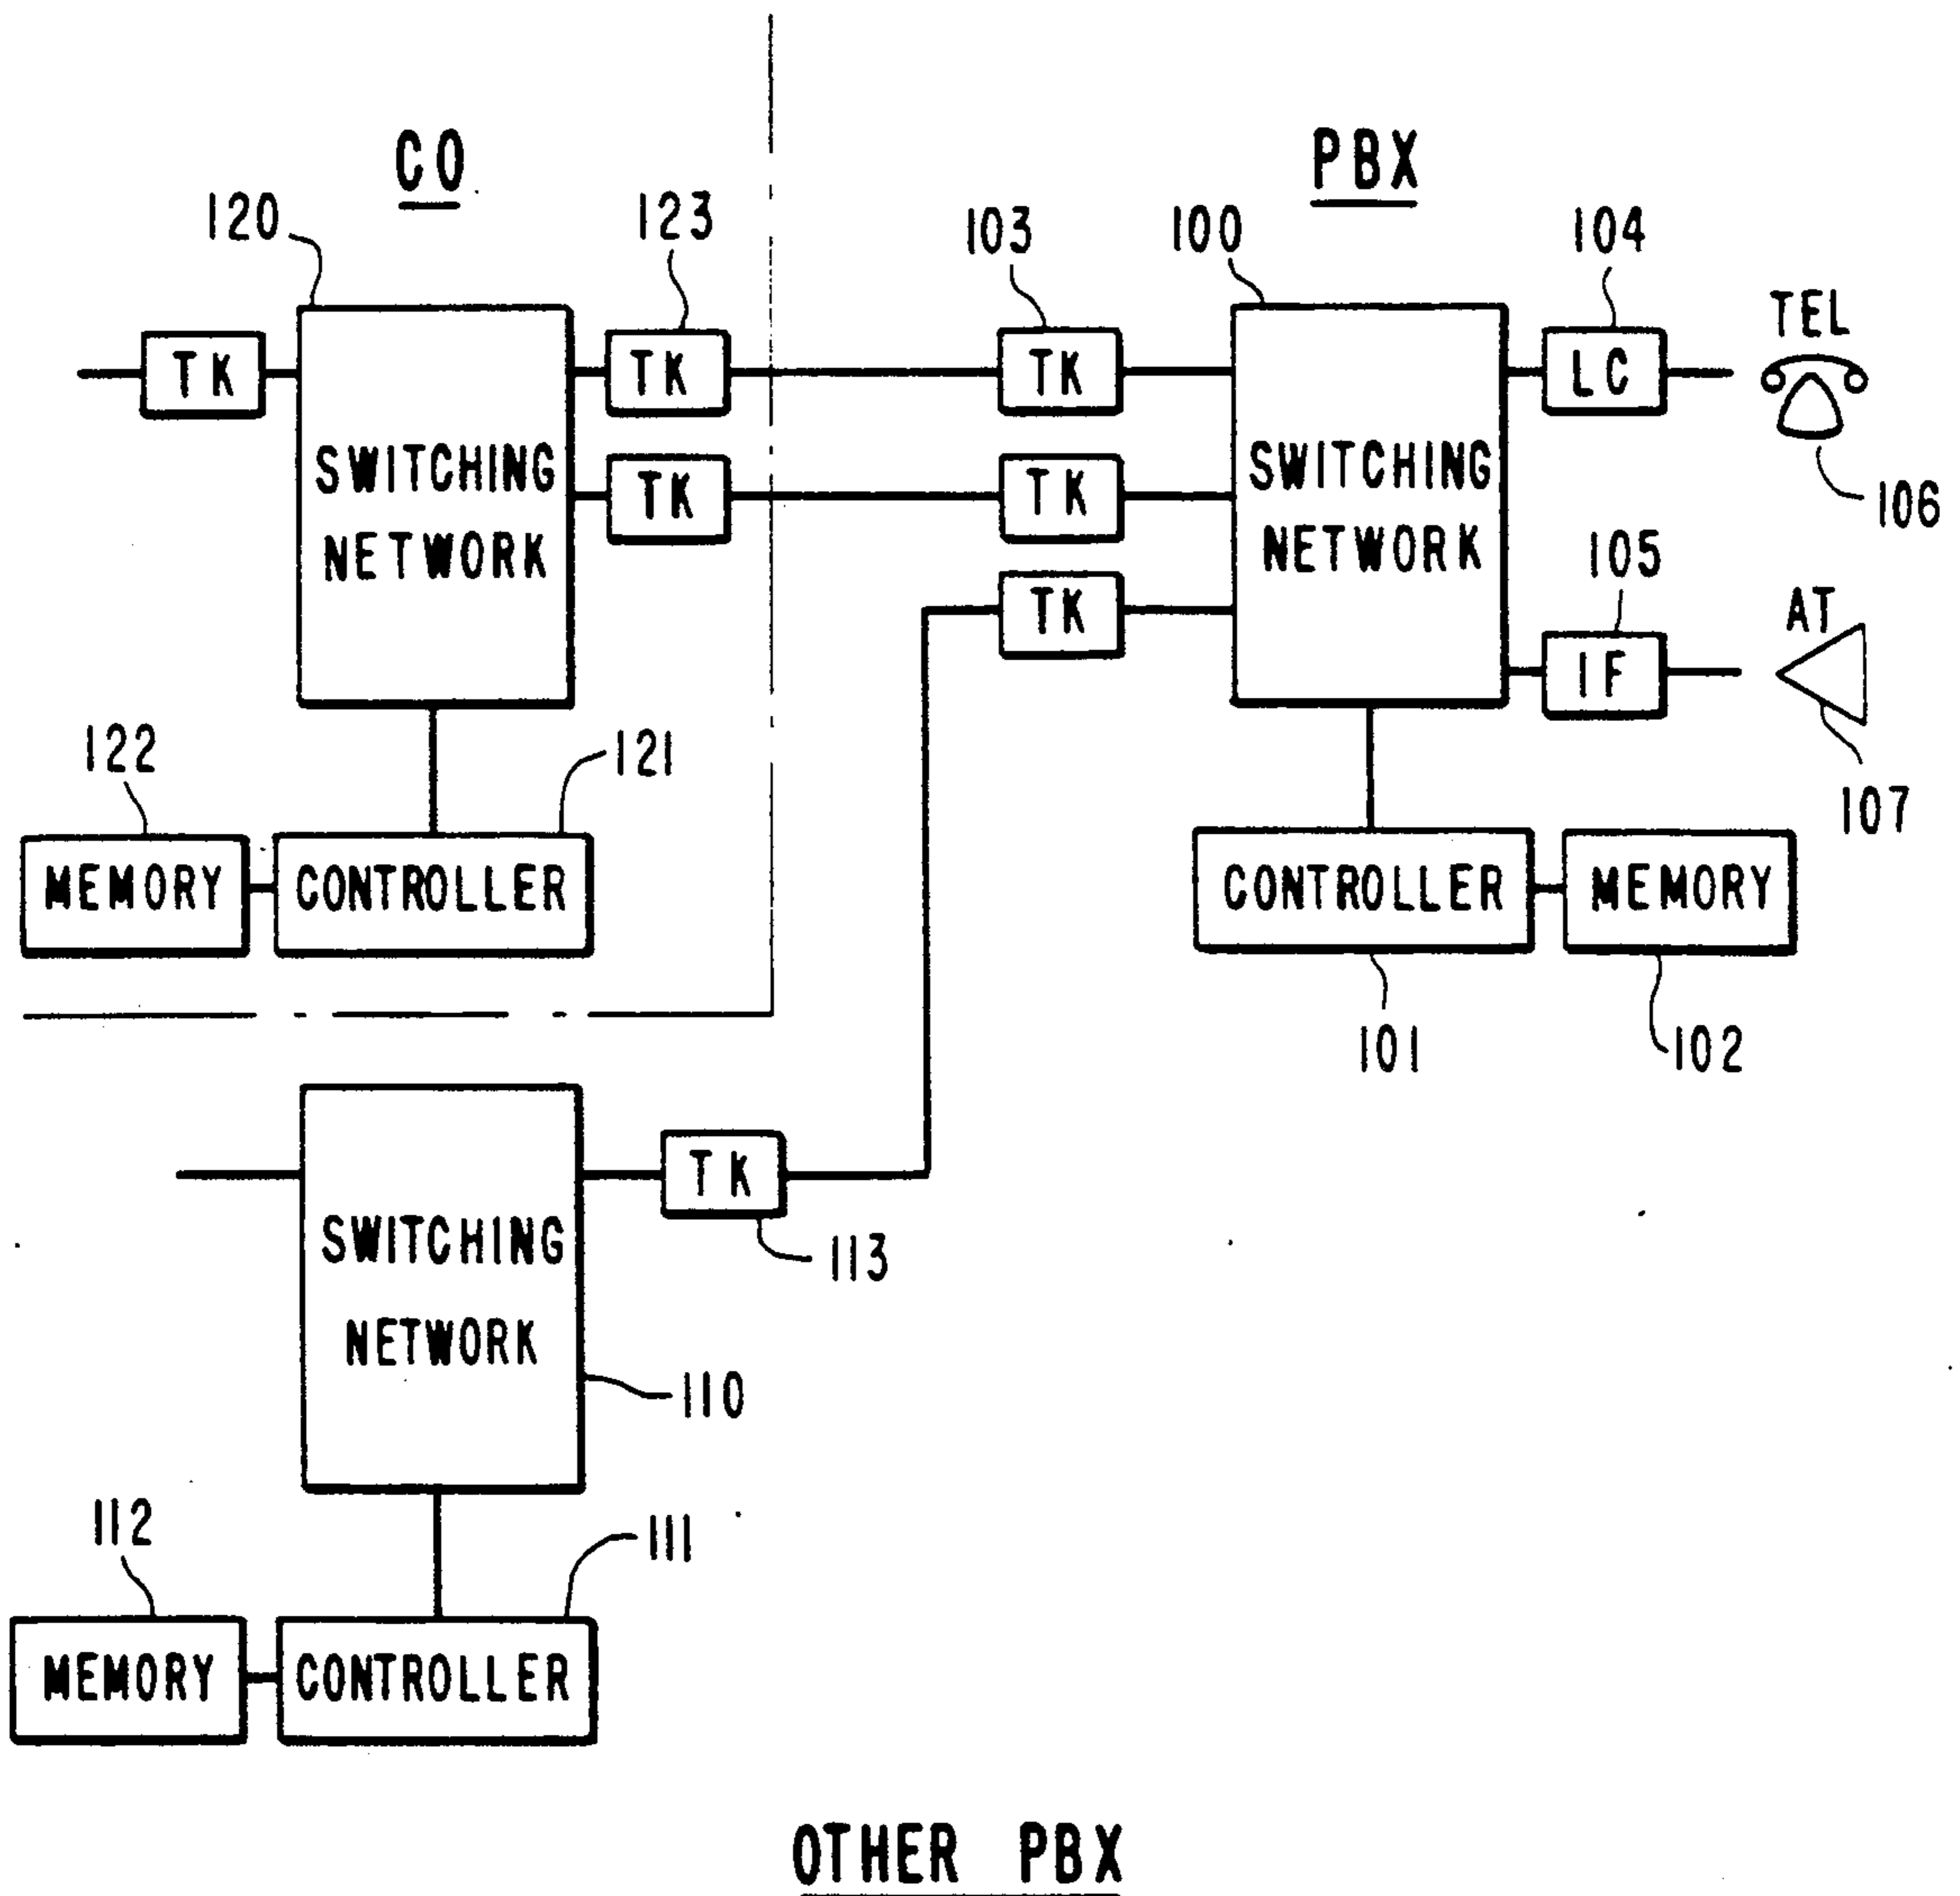 CO
PBX
120
123
103
100
104
TEL
TK
TK
TK
LC
SWITCHING
NETWORK
TK
TK
SWITCHING
NETWORK
106
105
TK
AT
IF
122
121
107
MEMORY
CONTROLLER
CONTROLLER
MEMORY
101
102
TK
113
SWITCHING
NETWORK
110
112
111
MEMORY
CONTROLLER
OTHER PBX